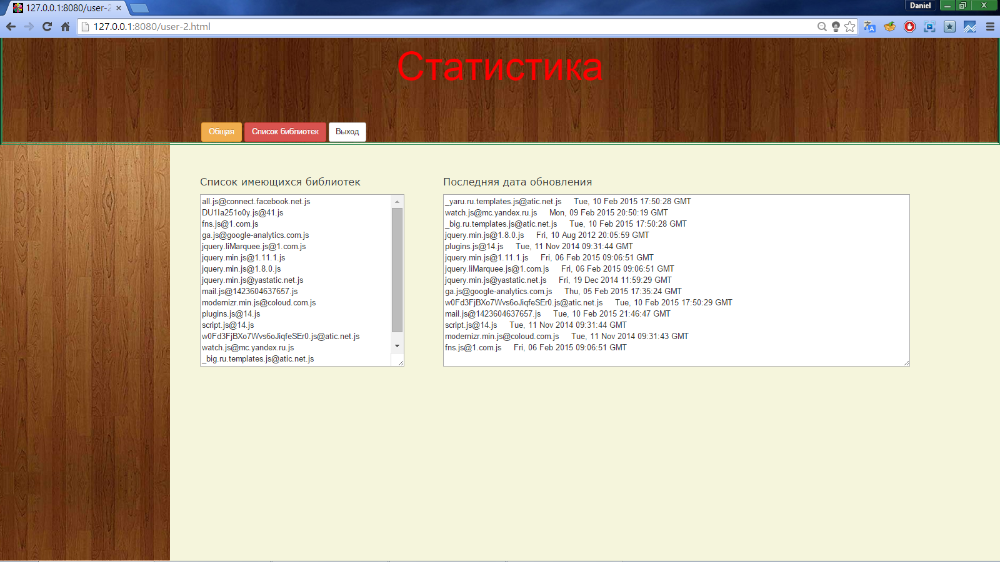 127.0.0.1:8080/user-2
Daniel
127.0.0.1:8080/user-2.html
Статистика
Общая
Список библиотек
Выход
Список имеющихся библиотек
all.js@connect.facebook.net.js
DU1Ia251o0y.js@41.js
fns.js@1.com.js
ga.js@google-analytics.com.js
jquery.liMarquee.js@1.com.js
jquery.min.js@1.11.1.js
jquery.min.js@1.8.0.js
jquery.min.js@yastatic.net.js
mail.js@1423604637657.js
modernizr.min.js@coloud.com.js
plugins.js@14.js
script.js@14.js
w0Fd3FjBXo7Wvs6oJiqfeSEr0.js@atic.net.js
watch.js@mc.yandex.ru.js
_big.ru.templates.js@atic.net.js
Последняя дата обновления
_yaru.ru.templates.js@atic.net.js Tue, 10 Feb 2015 17:50:28 GMT
watch.js@mc.yandex.ru.js Mon, 09 Feb 2015 20:50:19 GMT
_big.ru.templates.js@atic.net.js Tue, 10 Feb 2015 17:50:28 GMT
jquery.min.js@1.8.0.js Fri, 10 Aug 2012 20:05:59 GMT
plugins.js@14.js Tue, 11 Nov 2014 09:31:44 GMT
jquery.min.js@1.11.1.js Fri, 06 Feb 2015 09:06:51 GMT
jquery.liMarquee.js@1.com.js Fri, 06 Feb 2015 09:06:51 GMT
jquery.min.js@yastatic.net.js Fri, 19 Dec 2014 11:59:29 GMT
ga.js@google-analytics.com.js Thu, 05 Feb 2015 17:35:24 GMT
w0Fd3FjBXo7Wvs6oJiqfeSEr0.js@atic.net.js Tue, 10 Feb 2015 17:50:29 GMT
mail.js@1423604637657.js Tue, 10 Feb 2015 21:46:47 GMT
script.js@14.js Tue, 11 Nov 2014 09:31:44 GMT
modernizr.min.js@coloud.com.js Tue, 11 Nov 2014 09:31:43 GMT
fns.js@1.com.js Fri, 06 Feb 2015 09:06:51 GMT